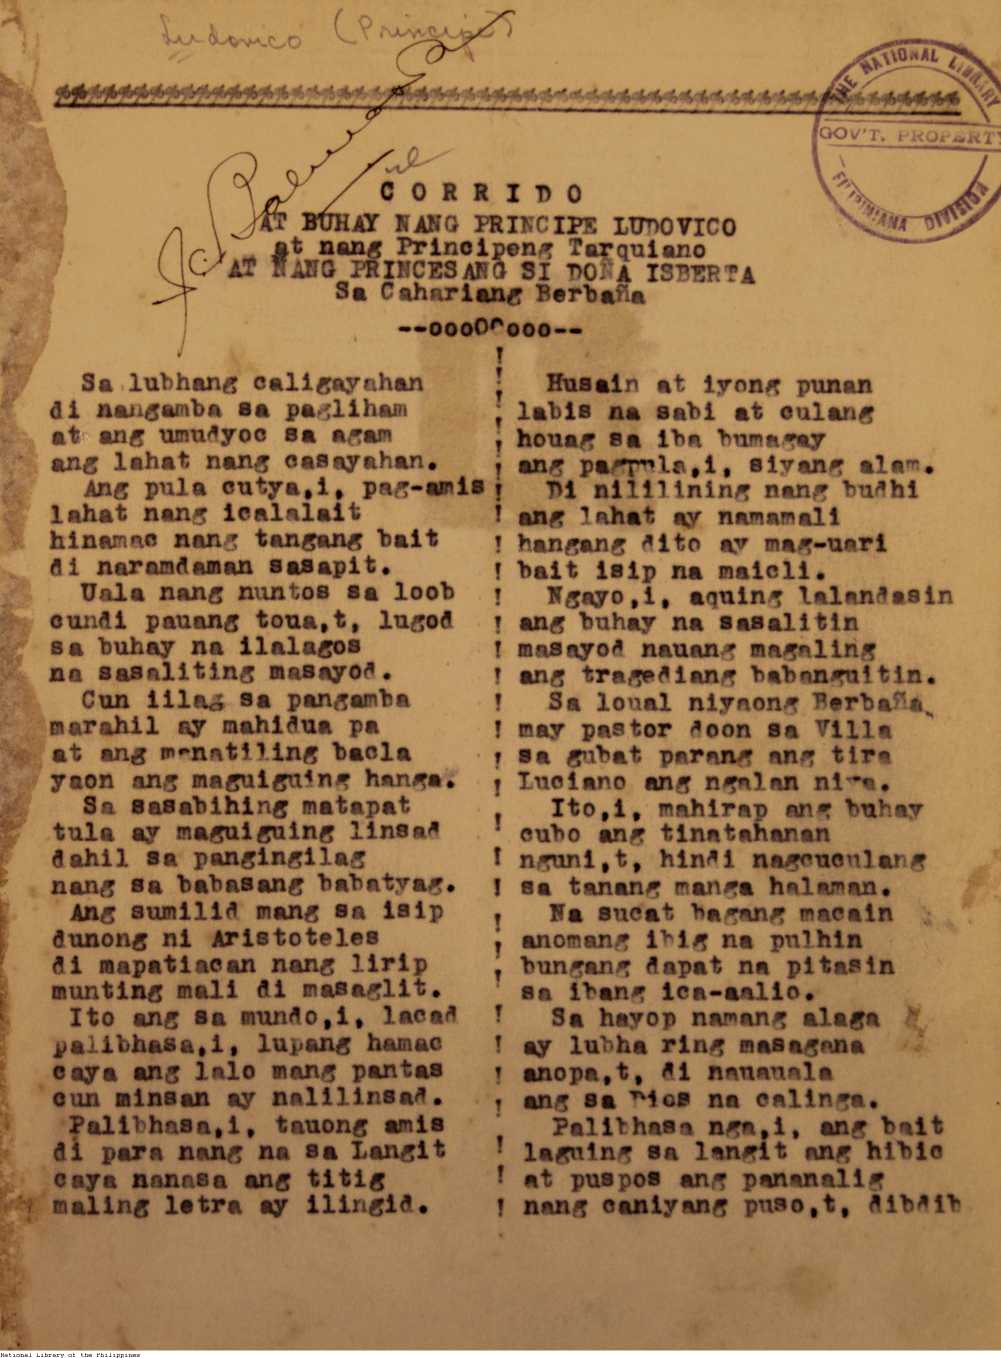 Ludovico (Principe)
THE NATIONAL LIBRARY
GOV'T. PROPERTY
FILIPINIANA DIVISION
CORRIDO
AT BUHAY NANG PRINCIPE LUDOVICO
at nang Principeng Tarquiano
AT NANG PRINCESANG SI DOÑA ISBERTA
Sa Cahariang Berbaña
--oooOOooo--
Sa lubhang caligayahan
di nangamba sa pagliham
at ang umudyoc sa agam
ang lahat nang casayahan.
Ang pula cutya,i, pag-amis
lahat nang icalalait
hinamac nang tangang bait
di naramdaman sasapit.
Uala nang nuntos sa loob
cundi pauang toua,t, lugod
sa buhay na ilalagos
na sasaliting masayod.
Cun iilag sa pangamba
marahil ay mahidua pa
at ang menatiling bacla
yaon ang maguiguing hanga.
Sa sasabihing matapat
tula ay maguiguing linsad
dahil sa pangingilag
nang sa babasang babatyag.
Ang sumilid mang sa isip
dunong ni Aristoteles
di mapatiacan nang lirip
munting mali di masaglit.
Ito ang sa mundo,i, lacad
palibhasa,i, lupang hamac
caya ang lalo mang pantas
cun minsan ay nalilinsad.
Palibhasa,i, tauong amis
di para nang na sa Langit
caya nanasa ang titig
maling letra ay ilingid.
Husain at iyong punan
labis na sabi at culang
houag sa iba bumagay
ang pagpula,i, siyang alam.
Di nililining nang budhi
ang lahat ay namamali
hangang dito ay mag-uari
bait isip na maicli.
Ngayo,i, aquing lalandasin
ang buhay na sasalitin
masayod nauang magaling
ang tragediang babanguitin.
Sa loual niyaong Berbaña
may pastor doon sa Villa
sa gubat parang ang tira
Luciano ang ngalan niya.
Ito,i, mahirap ang buhay
cubo ang tinatahanan
nguni,t, hindi nagcuculang
sa tanang manga halaman.
Na sucat bagang macain
anomang ibig na pulhin
bungang dapat na pitasin
sa ibang ica-aalio.
Sa hayop namang alaga
ay lubha ring masagana
anopa,t, di nauauala
ang sa Dios na calinga.
Palibhasa nga,i, ang bait
laguing sa langit ang hibic
at puspos ang pananalig
nang caniyang puso,t, dibdib
National Library of the Philippines